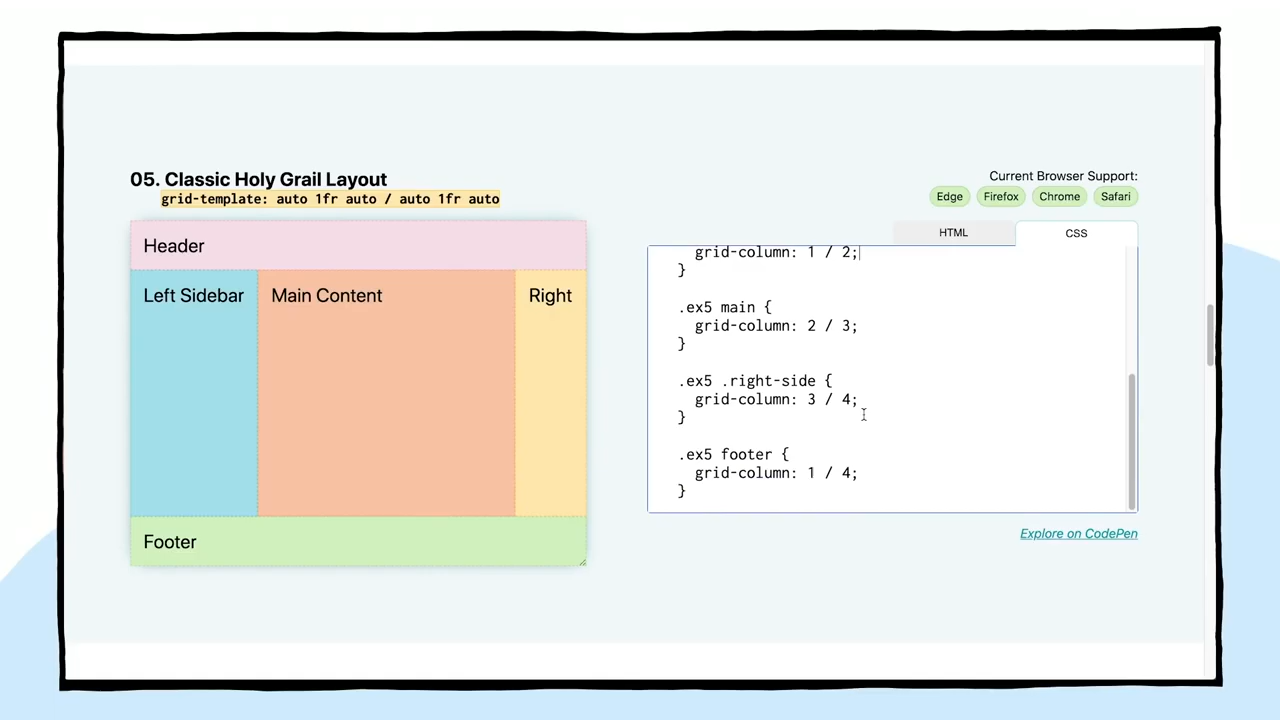 05. Classic Holy Grail Layout
grid-template: auto 1fr auto / auto 1fr auto
Current Browser Support:
Edge Firefox Chrome Safari
Header
Left Sidebar
Main Content
Right
Footer
HTML
CSS
grid-column: 1 / 2;
}
.ex5 main {
grid-column: 2 / 3;
}
.ex5 .right-side {
grid-column: 3 / 4;
}
.ex5 footer {
grid-column: 1 / 4;
}
Explore on CodePen